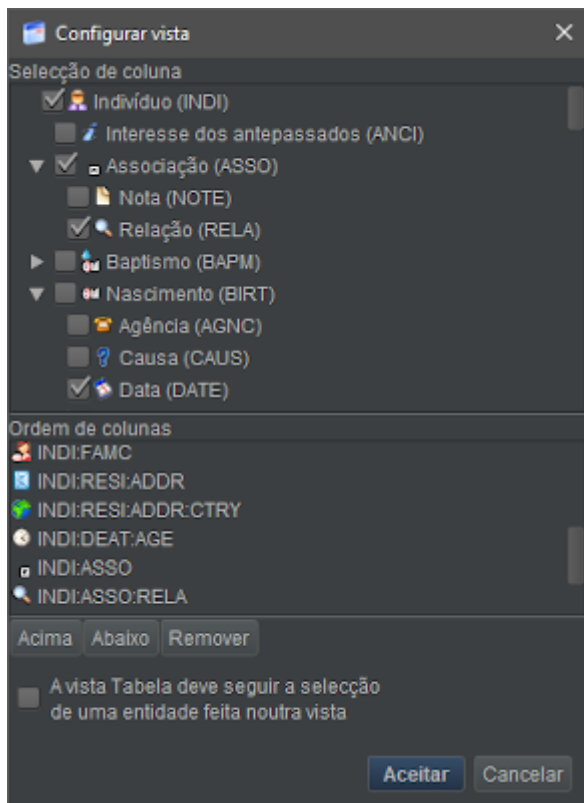 Configurar vista
Selecção de coluna
Indivíduo (INDI)
Interesse dos antepassados (ANCI)
Associação (ASSO)
Nota (NOTE)
Relação (RELA)
Baptismo (BAPM)
Nascimento (BIRT)
Agência (AGNC)
Causa (CAUS)
Data (DATE)
Ordem de colunas
INDI:FAMC
INDI:RESI:ADDR
INDI:RESI:ADDR:CTRY
INDI:DEAT:AGE
INDI:ASSO
INDI:ASSO:RELA
Acima Abaixo Remover
A vista Tabela deve seguir a selecção
de uma entidade feita noutra vista
Aceitar Cancelar